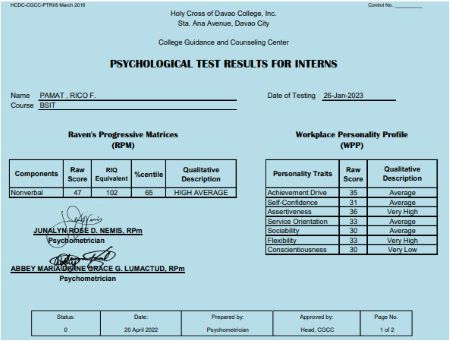 HCDC-CGCC-PTRI/6 March 2016
Control No. __________
Holy Cross of Davao College, Inc.
Sta. Ana Avenue, Davao City
College Guidance and Counseling Center
PSYCHOLOGICAL TEST RESULTS FOR INTERNS
Name PAMAT , RICO F. Date of Testing 26-Jan-2023
Course BSIT
Raven's Progressive Matrices
(RPM)
Components Raw Score RIQ Equivalent %centile Qualitative Description
Nonverbal 47 102 65 HIGH AVERAGE
JUNALYN ROSE D. NEMIS, RPm
Psychometrician
ABBEY MARIA DIVINE GRACE G. LUMACTUD, RPm
Psychometrician
Workplace Personality Profile
(WPP)
Personality Traits Raw Score Qualitative Description
Achievement Drive 35 Average
Self-Confidence 31 Average
Assertiveness 36 Very High
Service Orientation 33 Average
Sociability 30 Average
Flexibility 33 Very High
Conscientiousness 30 Very Low
Status: Date: Prepared by: Approved by: Page No.
0 20 April 2022 Psychometrician Head, CGCC 1 of 2